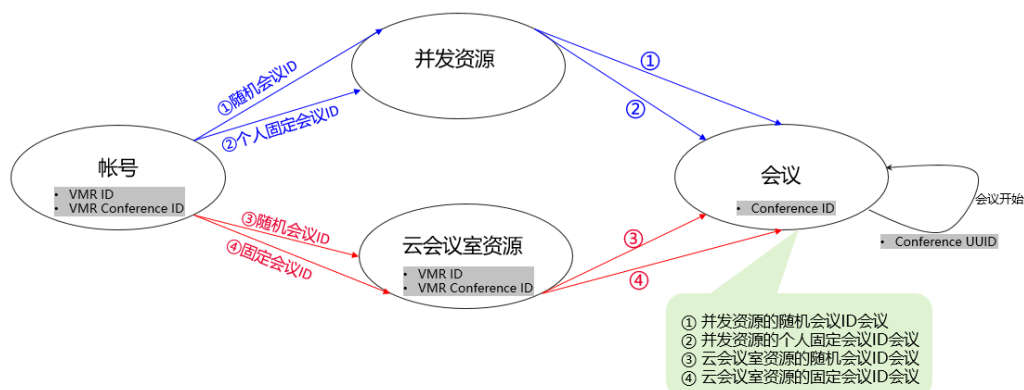 并发资源
①随机会议ID
②个人固定会议ID
①
②
帐号
• VMR ID
• VMR Conference ID
会议
• Conference ID
会议开始
• Conference UUID
③随机会议ID
④固定会议ID
云会议室资源
• VMR ID
• VMR Conference ID
③
④
① 并发资源的随机会议ID会议
② 并发资源的个人固定会议ID会议
③ 云会议室资源的随机会议ID会议
④ 云会议室资源的固定会议ID会议